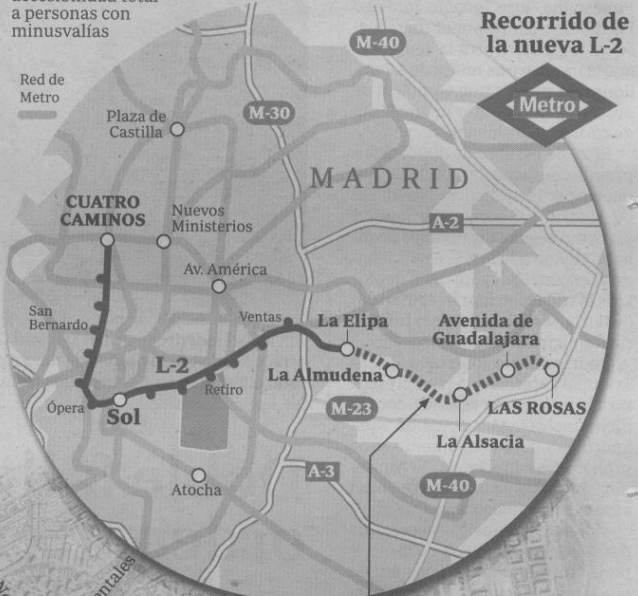 accesibilidad total
a personas con
minusvalías
Recorrido de
la nueva L-2
Metro
Red de
Metro
M-40
M-30
Plaza de
Castilla
MADRID
CUATRO
CAMINOS
Nuevos
Ministerios
A-2
Av. América
San
Bernardo
Ventas
La Elipa
Avenida de
Guadalajara
L-2
Retiro
La Almudena
Ópera
Sol
M-23
LAS ROSAS
La Alsacia
Atocha
A-3
M-40